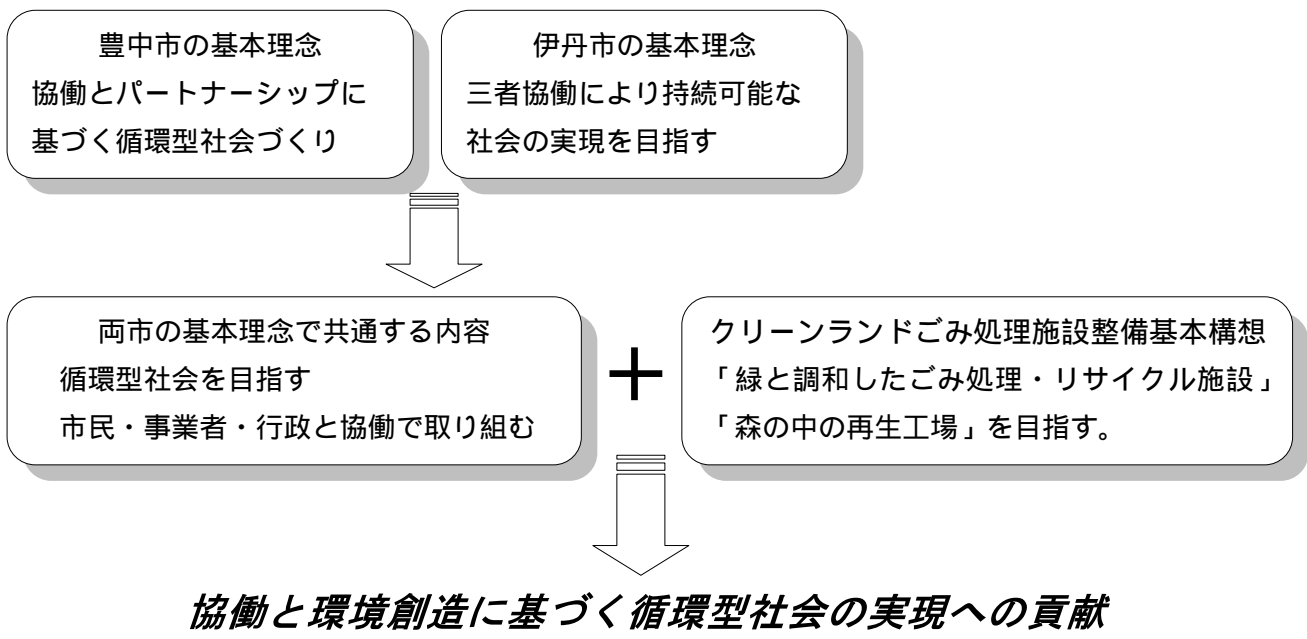 豊中市の基本理念
協働とパートナーシップに
基づく循環型社会づくり
伊丹市の基本理念
三者協働により持続可能な
社会の実現を目指す
両市の基本理念で共通する内容
循環型社会を目指す
市民・事業者・行政と協働で取り組む
+
クリーンランドごみ処理施設整備基本構想
「緑と調和したごみ処理・リサイクル施設」
「森の中の再生工場」を目指す。
協働と環境創造に基づく循環型社会の実現への貢献